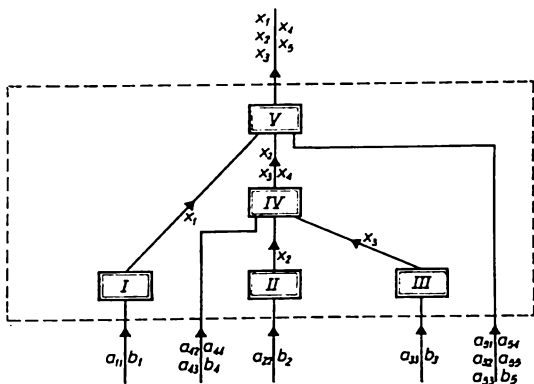 x₁ x₄
x₂ x₅
x₃
V
x₂
x₃ x₄
x₁
IV
x₃
x₂
I
II
III
a₁₁ b₁
a₄₂ a₄₄
a₄₃ b₄
a₂₂ b₂
a₃₃ b₃
a₅₁ a₅₄
a₅₂ a₅₅
a₅₃ b₅